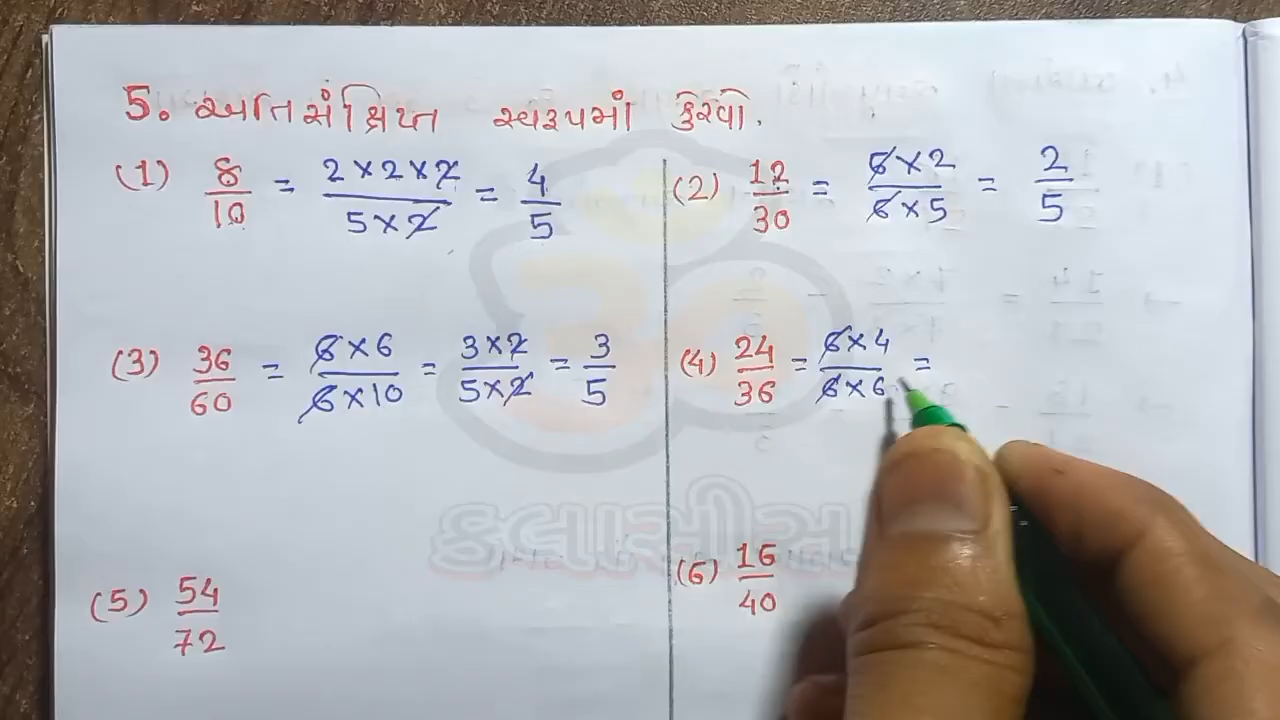 5. અતિસંક્ષિપ્ત સ્વરૂપમાં ફેરવો.
(1) 8/10 = 2×2×2/5×2 = 4/5
(2) 12/30 = 6×2/6×5 = 2/5
(3) 36/60 = 6×6/6×10 = 3×2/5×2 = 3/5
(4) 24/36 = 6×4/6×6 =
(5) 54/72
(6) 16/40
ક્લાસીસ